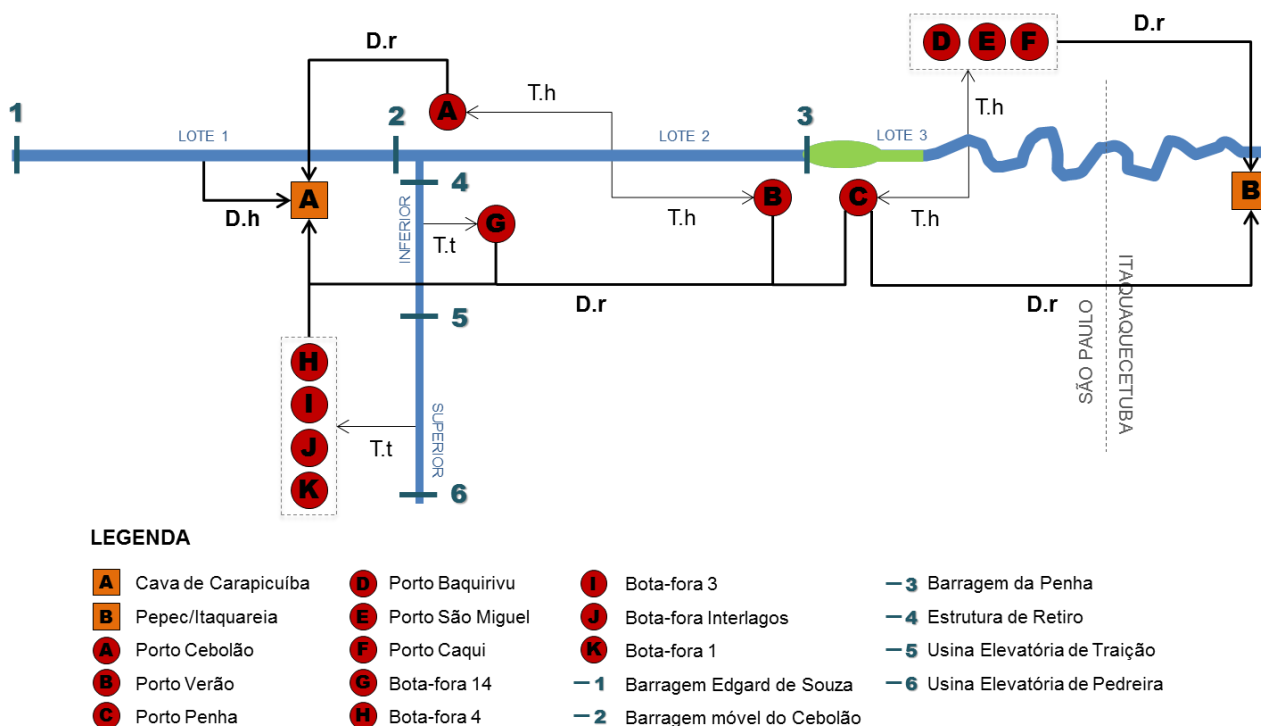 D.r
D E F
D.r
T.h
T.h
1
2
A
3
LOTE 1
LOTE 2
LOTE 3
4
A
B
C
B
D.h
INFERIOR
G
T.t
T.h
T.h
D.r
D.r
5
SÃO PAULO
ITAQUAQUECETUBA
H
I
J
K
T.t
SUPERIOR
6
LEGENDA
A Cava de Carapicuíba
B Pepec/Itaquareia
A Porto Cebolão
B Porto Verão
C Porto Penha
D Porto Baquirivu
E Porto São Miguel
F Porto Caqui
G Bota-fora 14
H Bota-fora 4
I Bota-fora 3
J Bota-fora Interlagos
K Bota-fora 1
1 Barragem Edgard de Souza
2 Barragem móvel do Cebolão
3 Barragem da Penha
4 Estrutura de Retiro
5 Usina Elevatória de Traição
6 Usina Elevatória de Pedreira